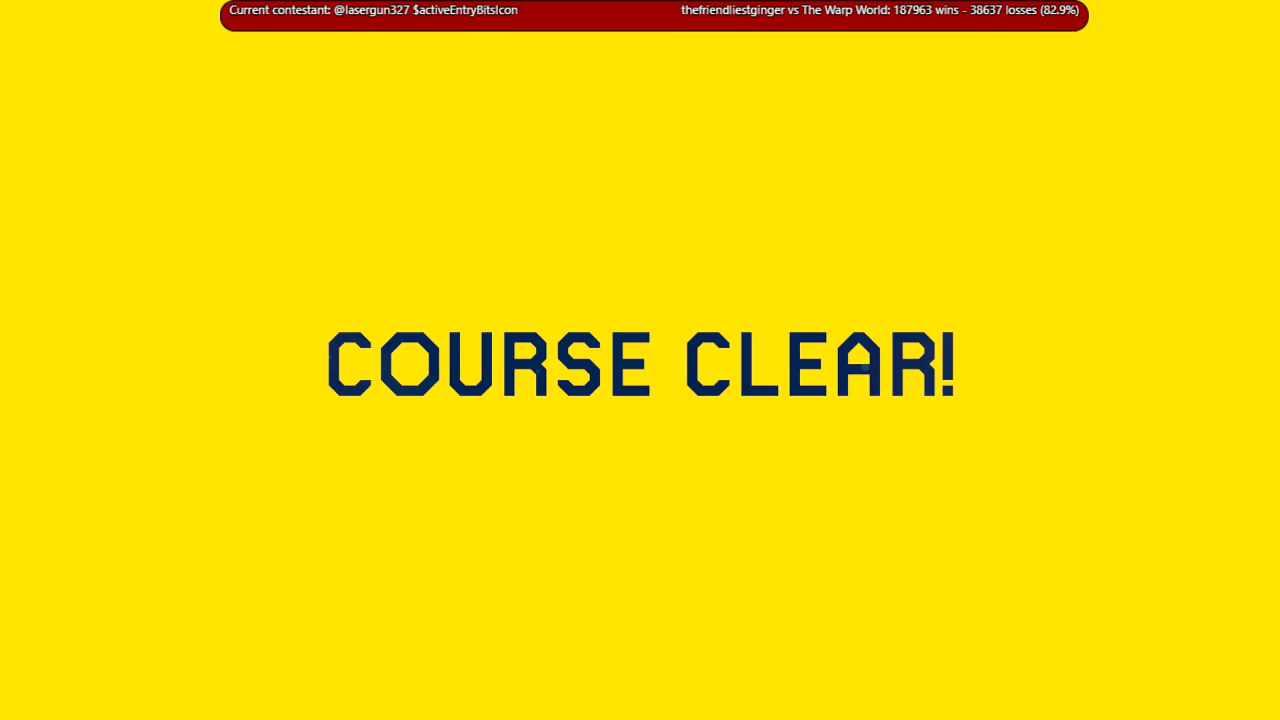 Current contestant: @lasergun327 $activeEntryBitsIcon
thefriendliestginger vs The Warp World: 187963 wins - 38637 losses (82.9%)
COURSE CLEAR!